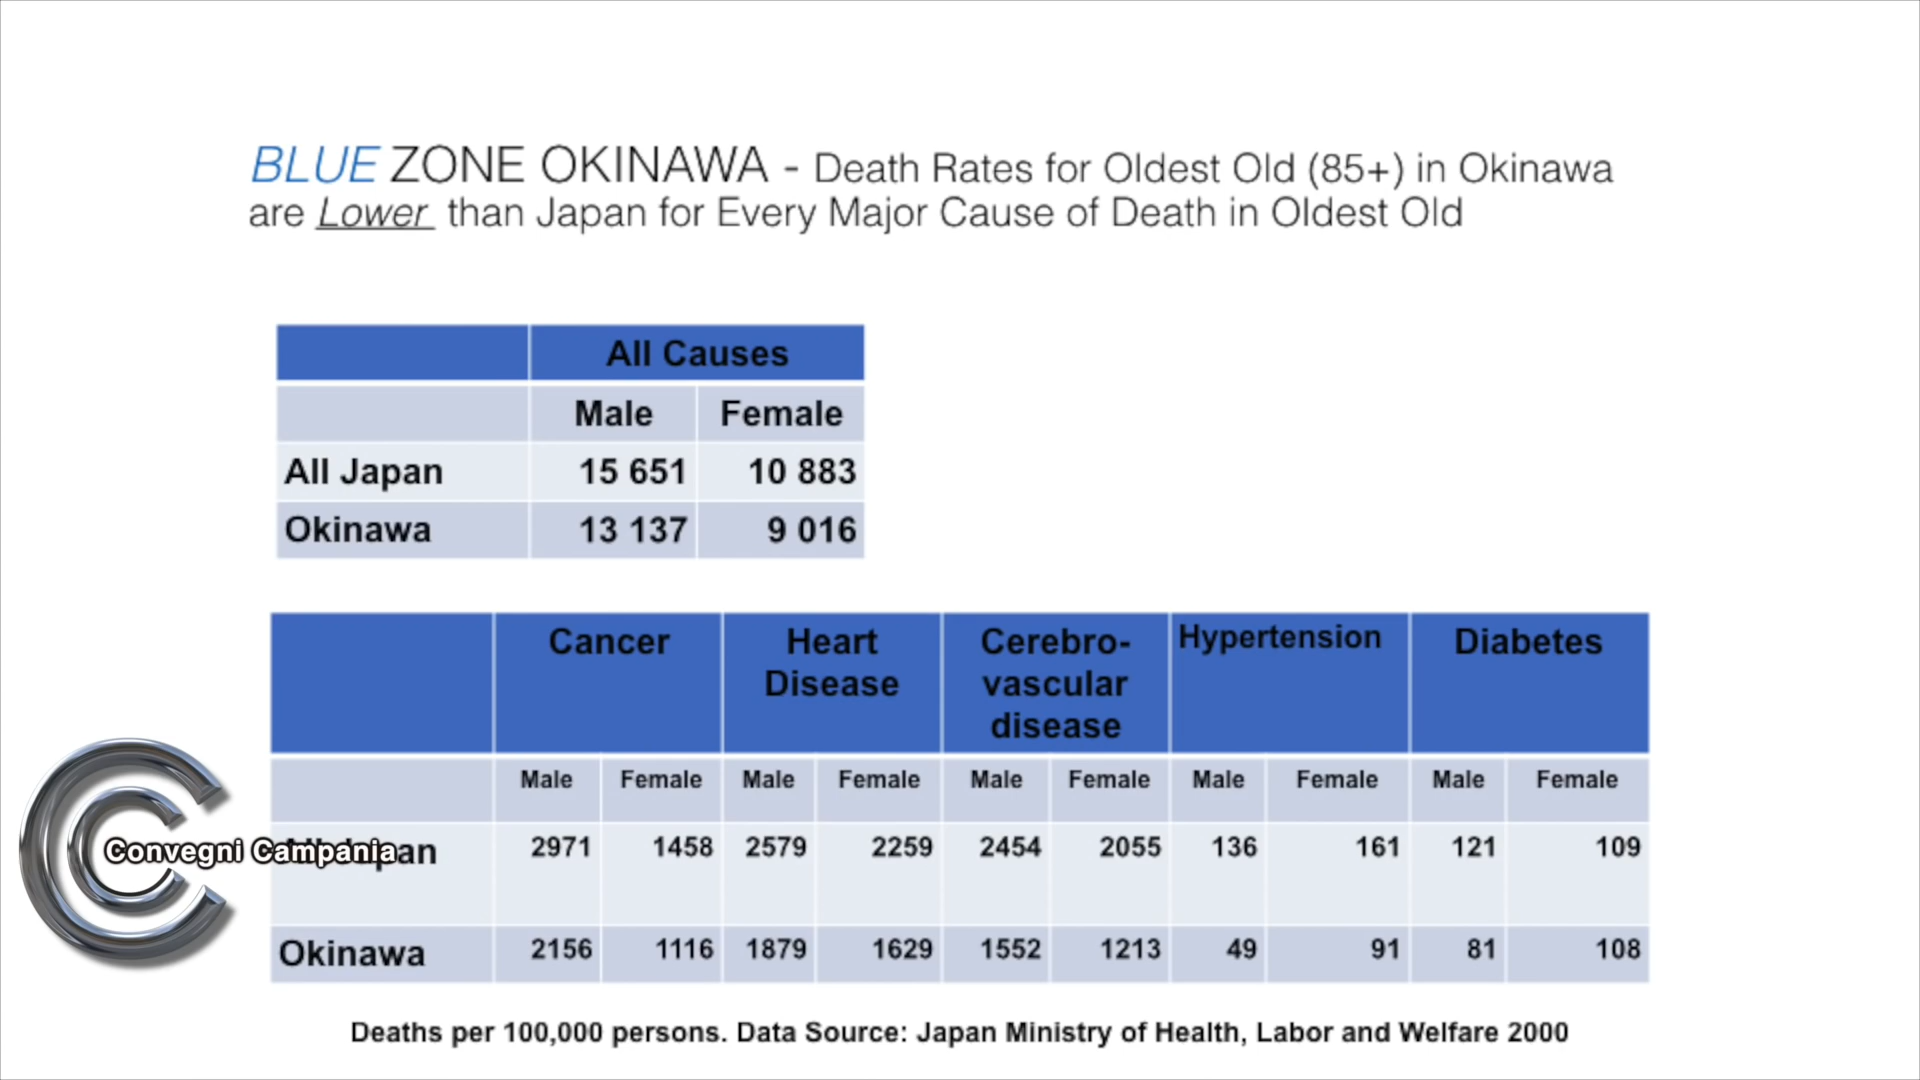 BLUE ZONE OKINAWA - Death Rates for Oldest Old (85+) in Okinawa
are Lower than Japan for Every Major Cause of Death in Oldest Old
All Causes
Male Female
All Japan 15 651 10 883
Okinawa 13 137 9 016
Cancer Heart Disease Cerebro-vascular disease Hypertension Diabetes
Male Female Male Female Male Female Male Female Male Female
Convegni Campania
an 2971 1458 2579 2259 2454 2055 136 161 121 109
Okinawa 2156 1116 1879 1629 1552 1213 49 91 81 108
Deaths per 100,000 persons. Data Source: Japan Ministry of Health, Labor and Welfare 2000